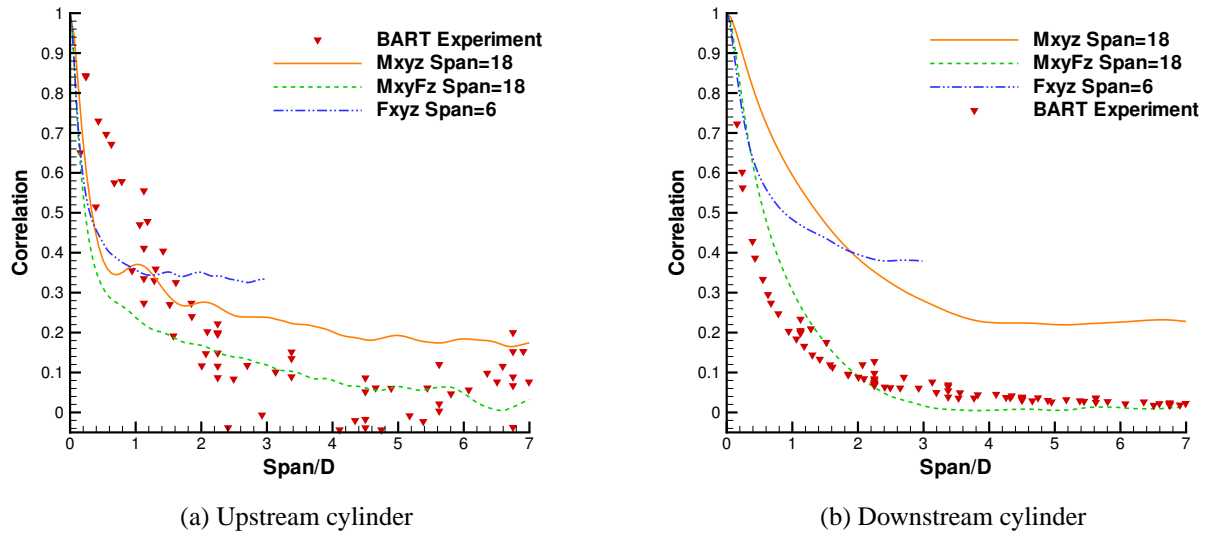 1
0.9
0.8
0.7
0.6
0.5
0.4
0.3
0.2
0.1
0
Correlation
0 1 2 3 4 5 6 7
Span/D
BART Experiment
Mxyz Span=18
MxyFz Span=18
Fxyz Span=6
(a) Upstream cylinder
1
0.9
0.8
0.7
0.6
0.5
0.4
0.3
0.2
0.1
0
Correlation
0 1 2 3 4 5 6 7
Span/D
Mxyz Span=18
MxyFz Span=18
Fxyz Span=6
BART Experiment
(b) Downstream cylinder